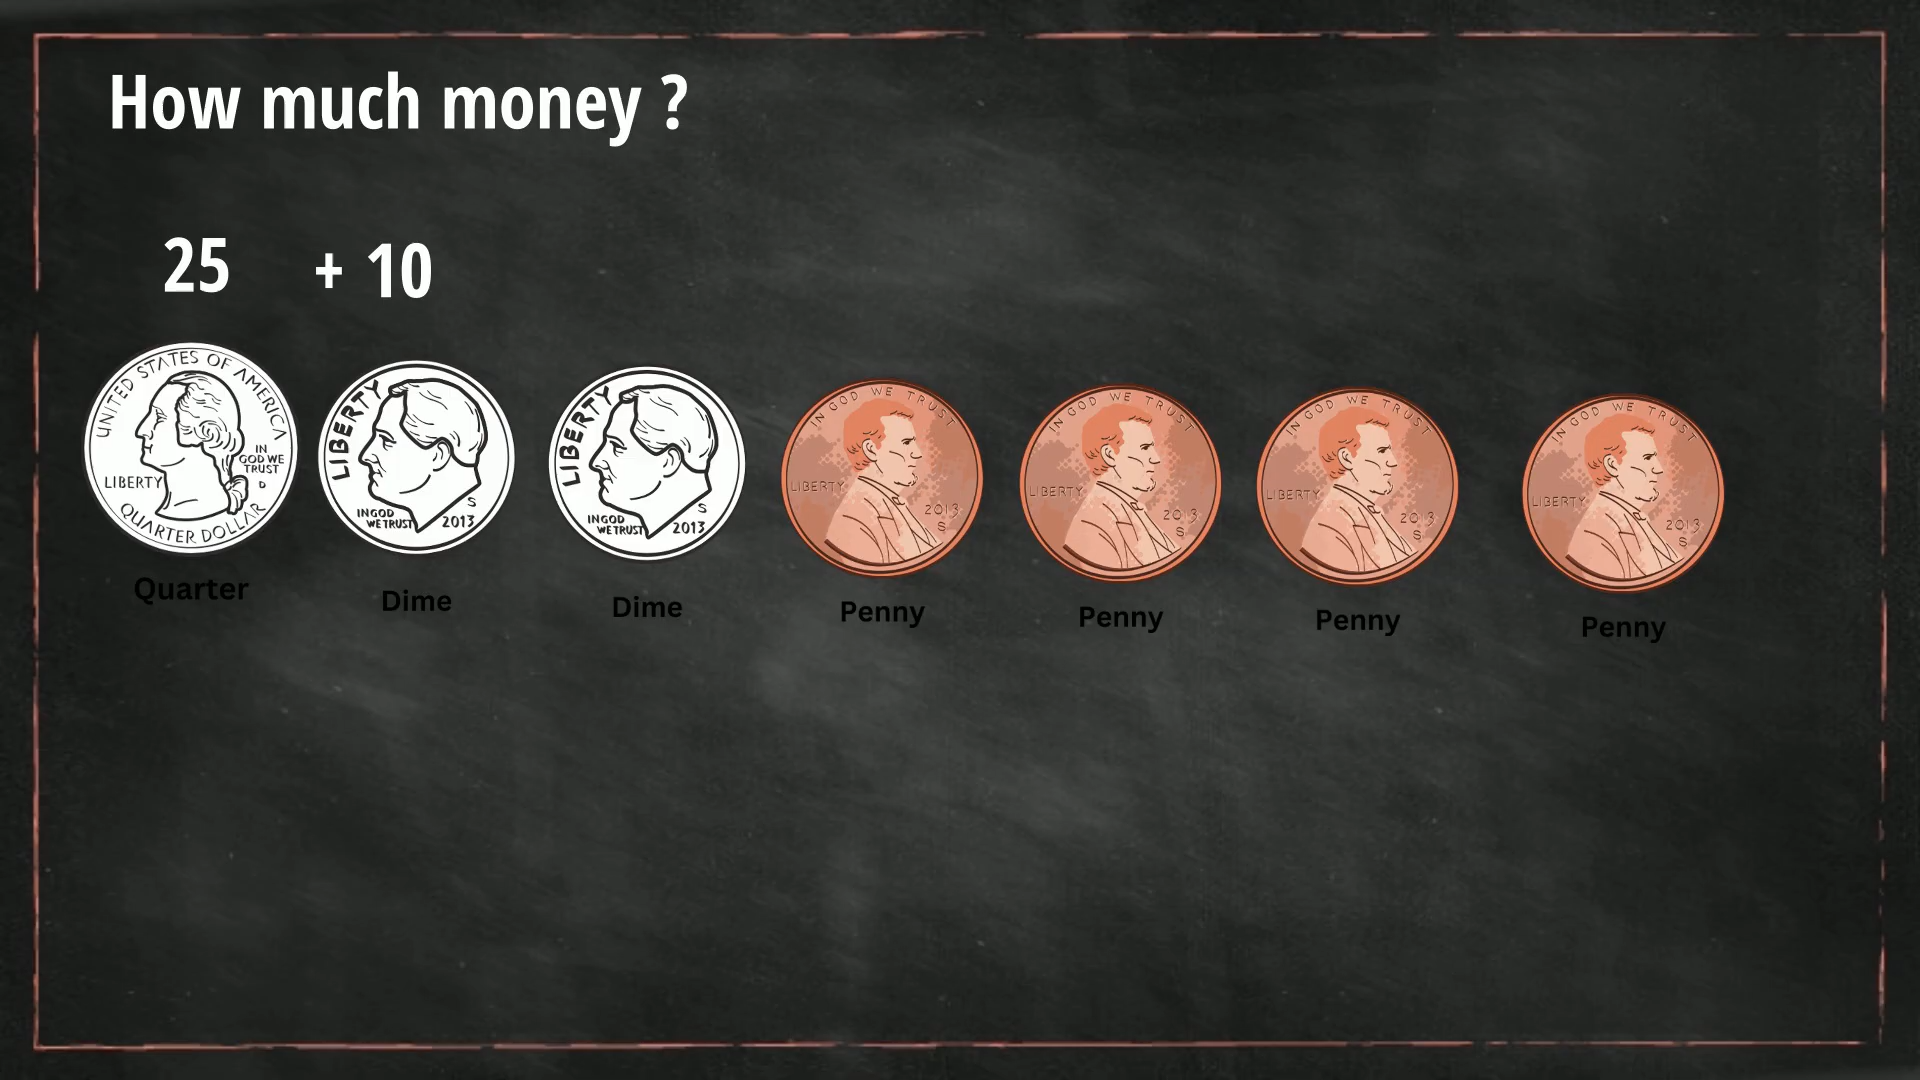 How much money ?
25 + 10
UNITED STATES OF AMERICA
IN
GOD WE
TRUST
D
LIBERTY
QUARTER DOLLAR
LIBERTY
S
IN GOD
WE TRUST 2013
LIBERTY
S
IN GOD
WE TRUST 2013
IN GOD WE TRUST
LIBERTY
2013
S
IN GOD WE TRUST
LIBERTY
2013
S
IN GOD WE TRUST
LIBERTY
2013
S
IN GOD WE TRUST
LIBERTY
2013
S
Quarter
Dime
Dime
Penny
Penny
Penny
Penny